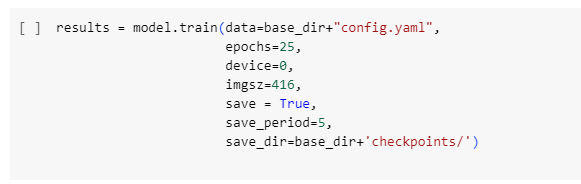 [ ] results = model.train(data=base_dir+"config.yaml",
epochs=25,
device=0,
imgsz=416,
save = True,
save_period=5,
save_dir=base_dir+'checkpoints/')